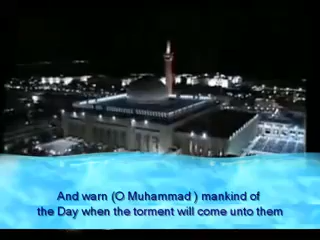 And warn (O Muhammad ) mankind of
the Day when the torment will come unto them